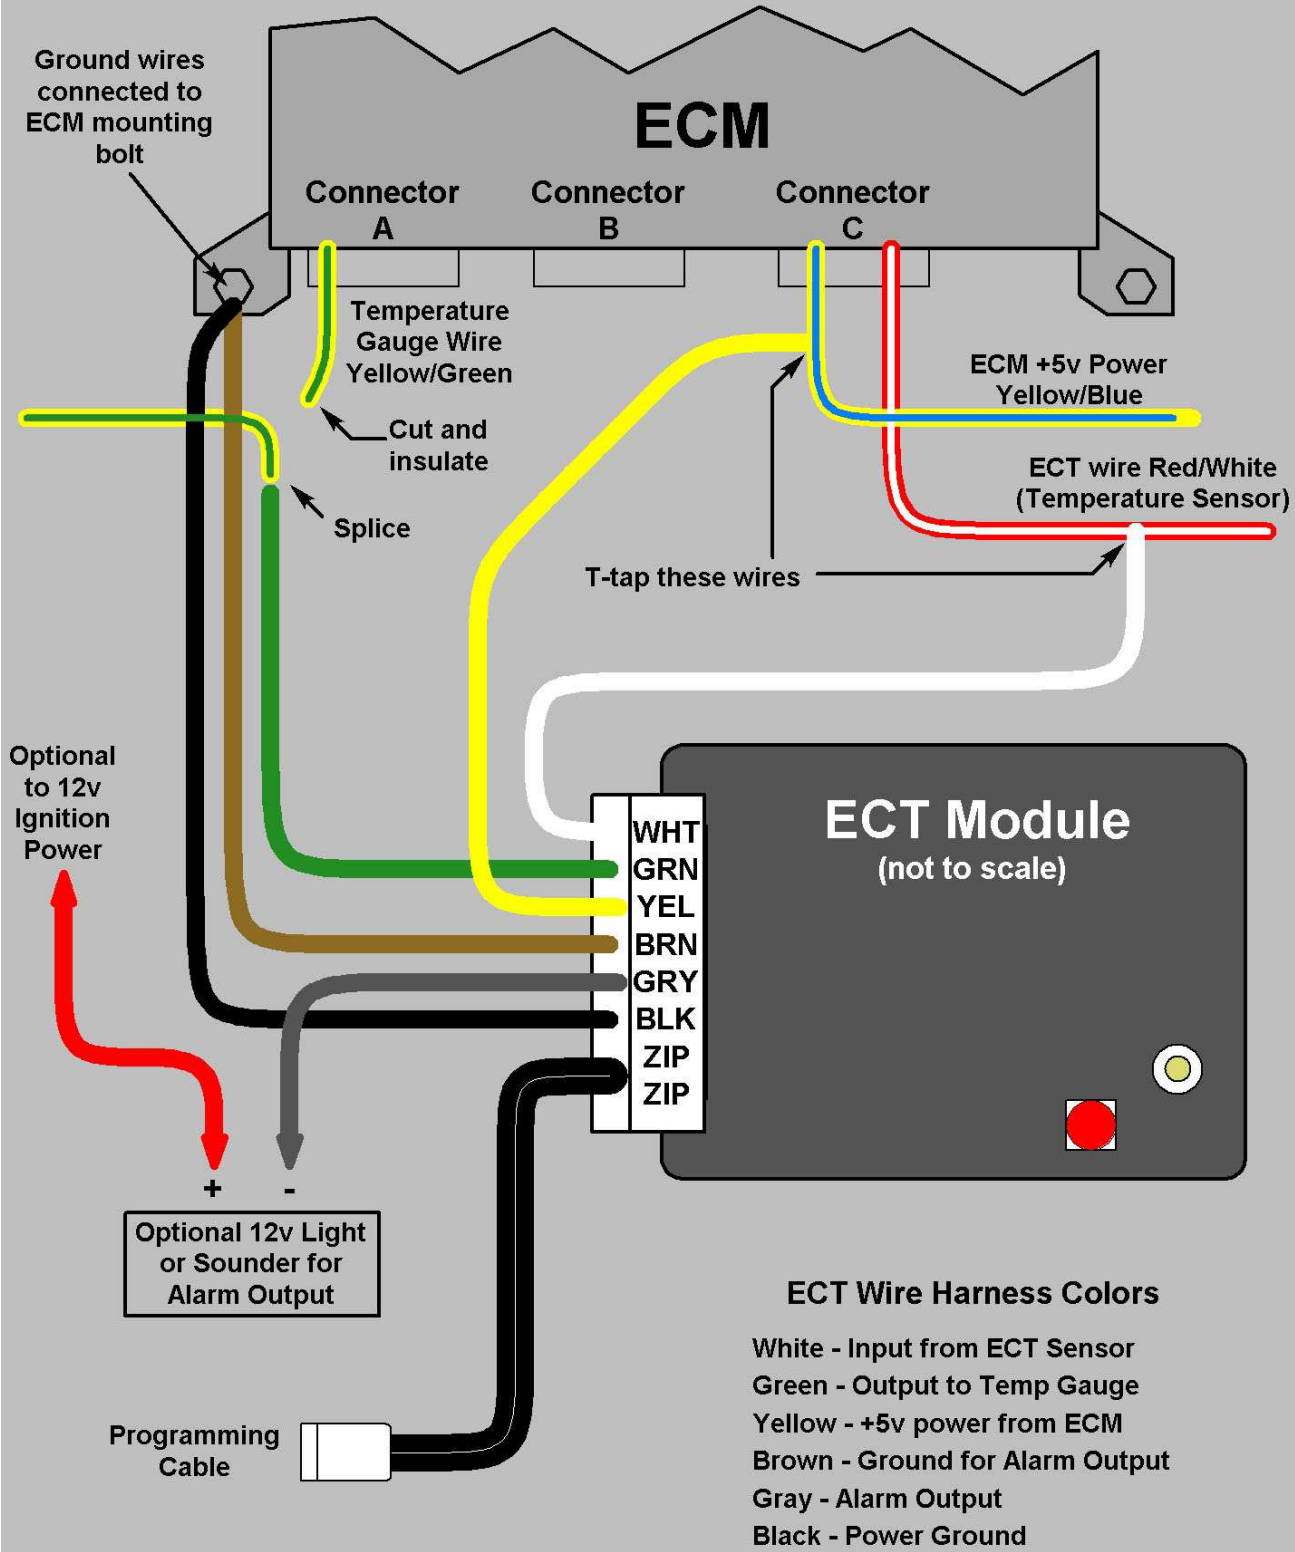 Ground wires
connected to
ECM mounting
bolt
ECM
Connector
A
Connector
B
Connector
C
Temperature
Gauge Wire
Yellow/Green
Cut and
insulate
Splice
ECM +5v Power
Yellow/Blue
ECT wire Red/White
(Temperature Sensor)
T-tap these wires
Optional
to 12v
Ignition
Power
ECT Module
(not to scale)
WHT
GRN
YEL
BRN
GRY
BLK
ZIP
ZIP
+ -
Optional 12v Light
or Sounder for
Alarm Output
Programming
Cable
ECT Wire Harness Colors
White - Input from ECT Sensor
Green - Output to Temp Gauge
Yellow - +5v power from ECM
Brown - Ground for Alarm Output
Gray - Alarm Output
Black - Power Ground